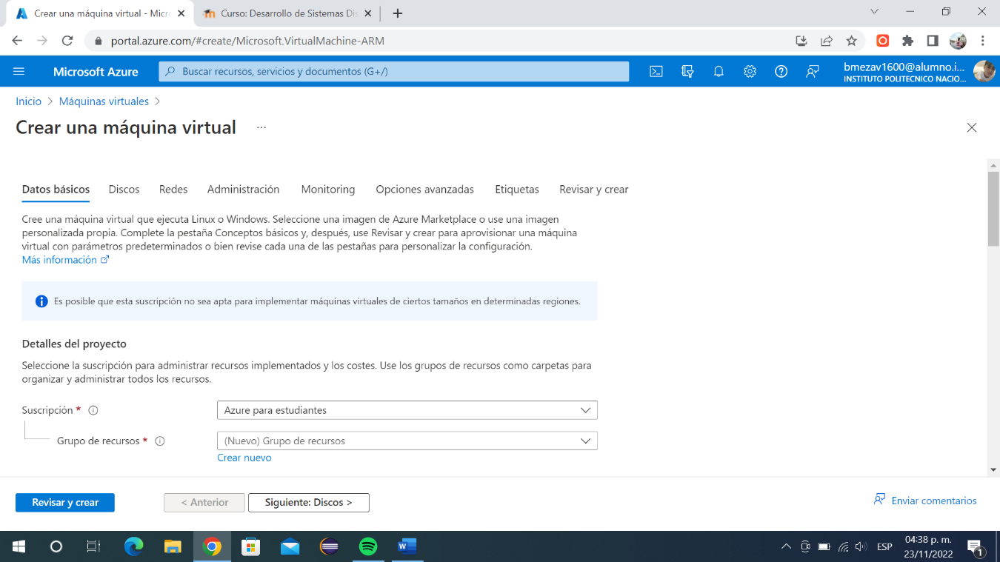 Crear una máquina virtual - Micr
Curso: Desarrollo de Sistemas Dis
portal.azure.com/#create/Microsoft.VirtualMachine-ARM
Microsoft Azure
Buscar recursos, servicios y documentos (G+/)
bmezav1600@alumno.i...
INSTITUTO POLITECNICO NACIO...
Inicio > Máquinas virtuales >
Crear una máquina virtual ...
Datos básicos Discos Redes Administración Monitoring Opciones avanzadas Etiquetas Revisar y crear
Cree una máquina virtual que ejecuta Linux o Windows. Seleccione una imagen de Azure Marketplace o use una imagen
personalizada propia. Complete la pestaña Conceptos básicos y, después, use Revisar y crear para aprovisionar una máquina
virtual con parámetros predeterminados o bien revise cada una de las pestañas para personalizar la configuración.
Más información
Es posible que esta suscripción no sea apta para implementar máquinas virtuales de ciertos tamaños en determinadas regiones.
Detalles del proyecto
Seleccione la suscripción para administrar recursos implementados y los costes. Use los grupos de recursos como carpetas para
organizar y administrar todos los recursos.
Suscripción *
Azure para estudiantes
Grupo de recursos *
(Nuevo) Grupo de recursos
Crear nuevo
Revisar y crear
< Anterior
Siguiente: Discos >
Enviar comentarios
ESP
04:38 p. m.
23/11/2022
1